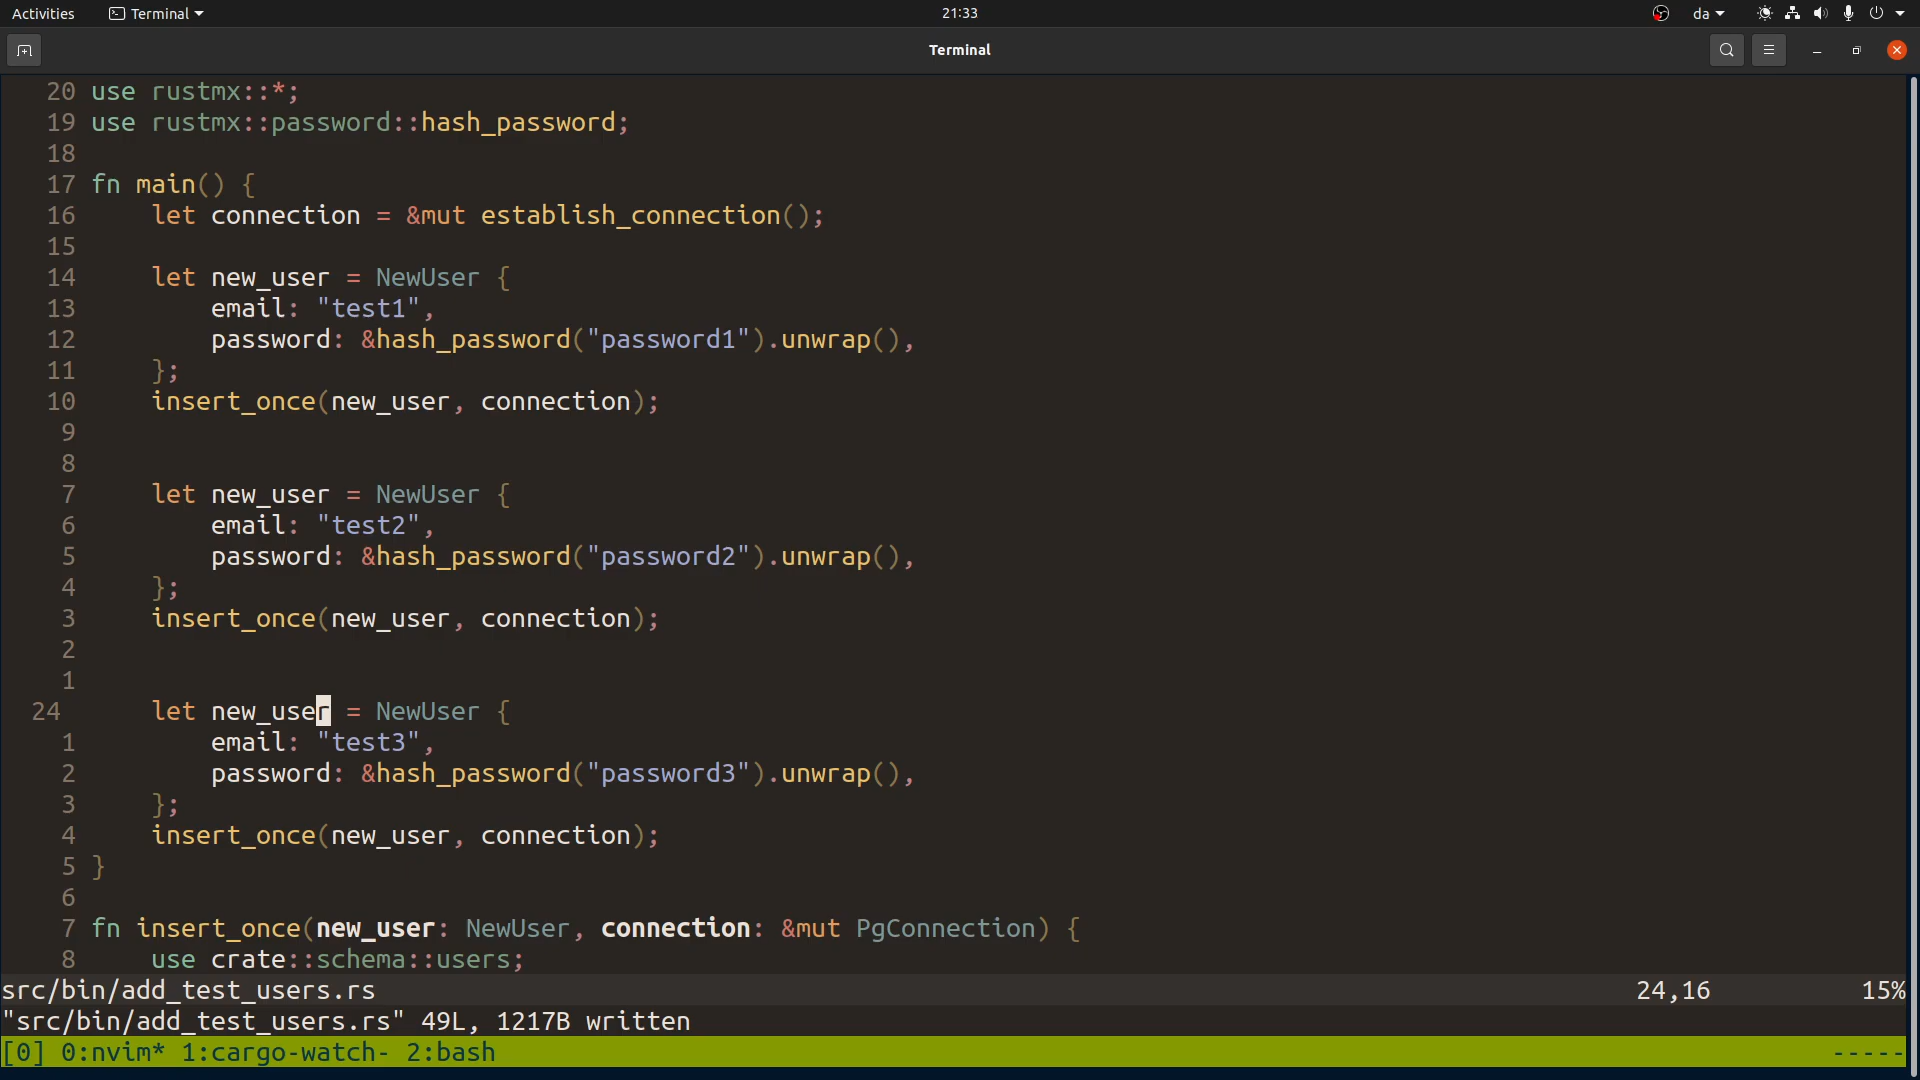 Activities Terminal 21:33 da
Terminal
20 use rustmx::*;
19 use rustmx::password::hash_password;
18
17 fn main() {
16 let connection = &mut establish_connection();
15
14 let new_user = NewUser {
13 email: "test1",
12 password: &hash_password("password1").unwrap(),
11 };
10 insert_once(new_user, connection);
9
8
7 let new_user = NewUser {
6 email: "test2",
5 password: &hash_password("password2").unwrap(),
4 };
3 insert_once(new_user, connection);
2
1
24 let new_user = NewUser {
1 email: "test3",
2 password: &hash_password("password3").unwrap(),
3 };
4 insert_once(new_user, connection);
5 }
6
7 fn insert_once(new_user: NewUser, connection: &mut PgConnection) {
8 use crate::schema::users;
src/bin/add_test_users.rs 24,16 15%
"src/bin/add_test_users.rs" 49L, 1217B written
[0] 0:nvim* 1:cargo-watch- 2:bash -----